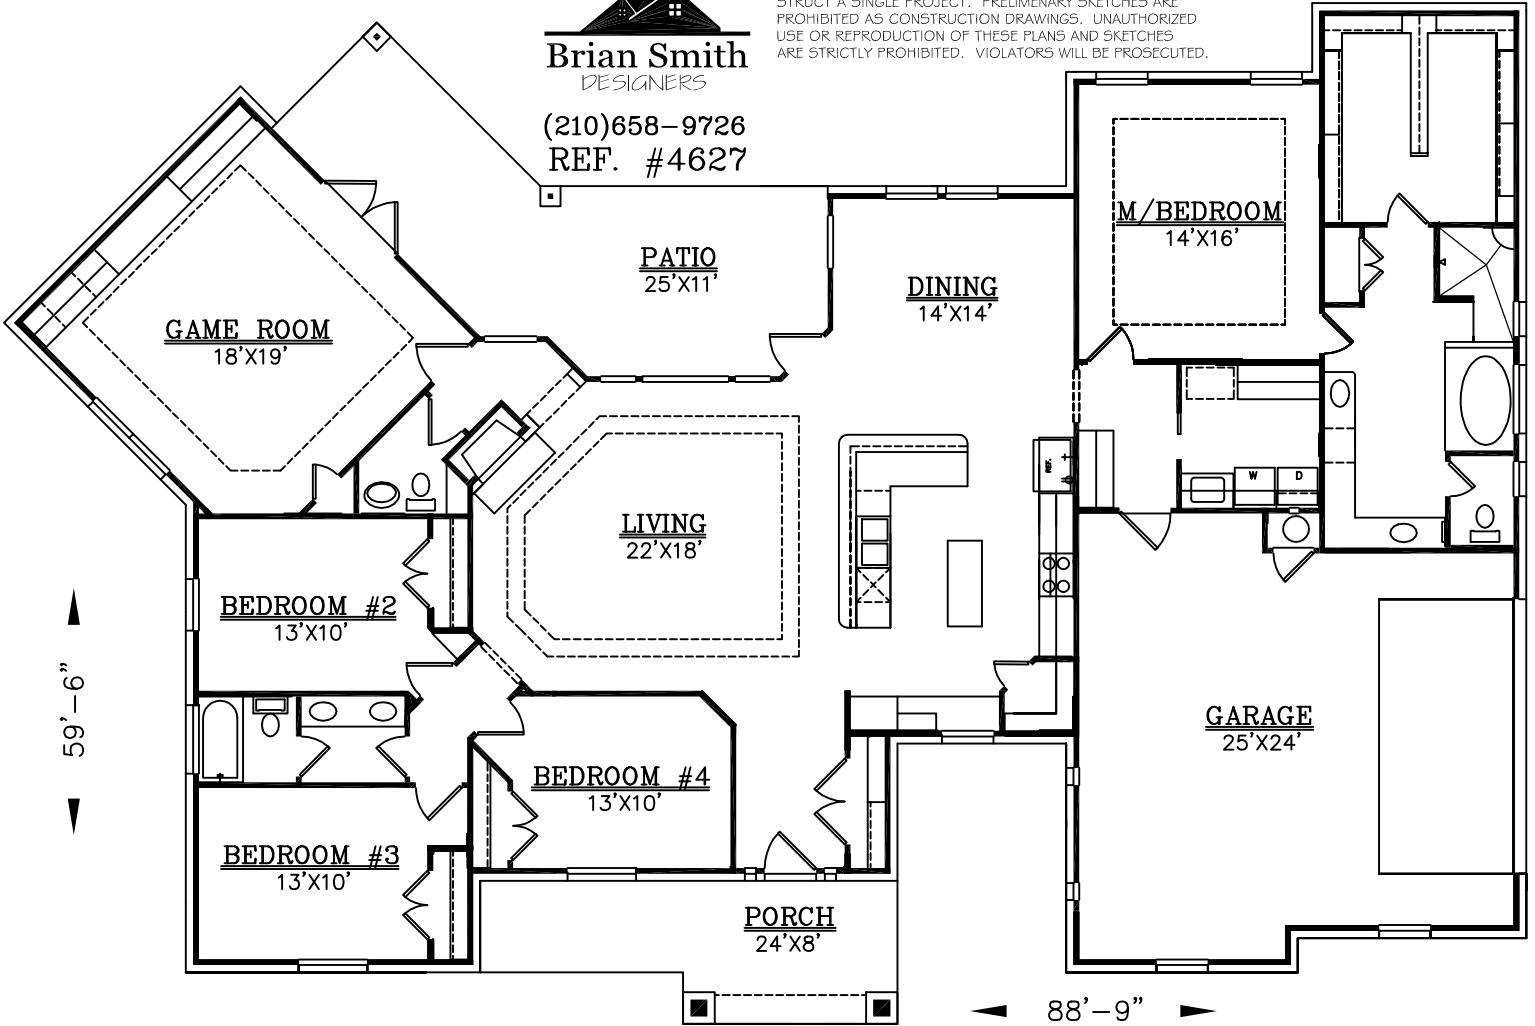 STRUCT A SINGLE PROJECT. PRELIMENARY SKETCHES ARE
PROHIBITED AS CONSTRUCTION DRAWINGS. UNAUTHORIZED
USE OR REPRODUCTION OF THESE PLANS AND SKETCHES
ARE STRICTLY PROHIBITED. VIOLATORS WILL BE PROSECUTED.
Brian Smith
DESIGNERS
(210)658-9726
REF. #4627
M/BEDROOM
14'X16'
PATIO
25'X11'
DINING
14'X14'
GAME ROOM
18'X19'
REF.
W
D
LIVING
22'X18'
BEDROOM #2
13'X10'
59'-6"
GARAGE
25'X24'
BEDROOM #4
13'X10'
BEDROOM #3
13'X10'
PORCH
24'X8'
88'-9"